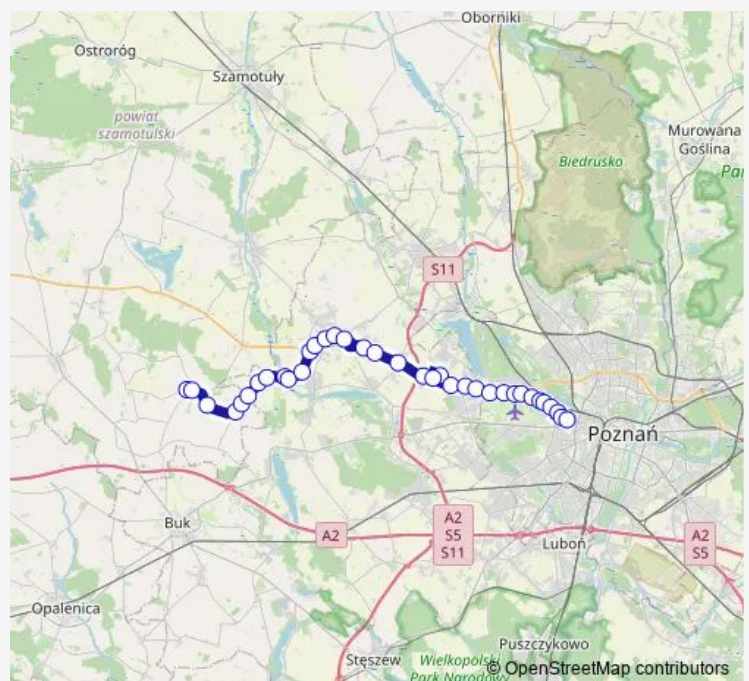 Oborniki
Ostroróg
Szamotuły
powiat
szamotulski
Murowana
Goślina
Biedrusko
Pa
S11
Poznań
Buk
A2
A2
S5
S11
A2
S5
Luboń
Opalenica
Puszczykowo
Stęszew
Wielkopolski
Park Narodowy
© OpenStreetMap contributors